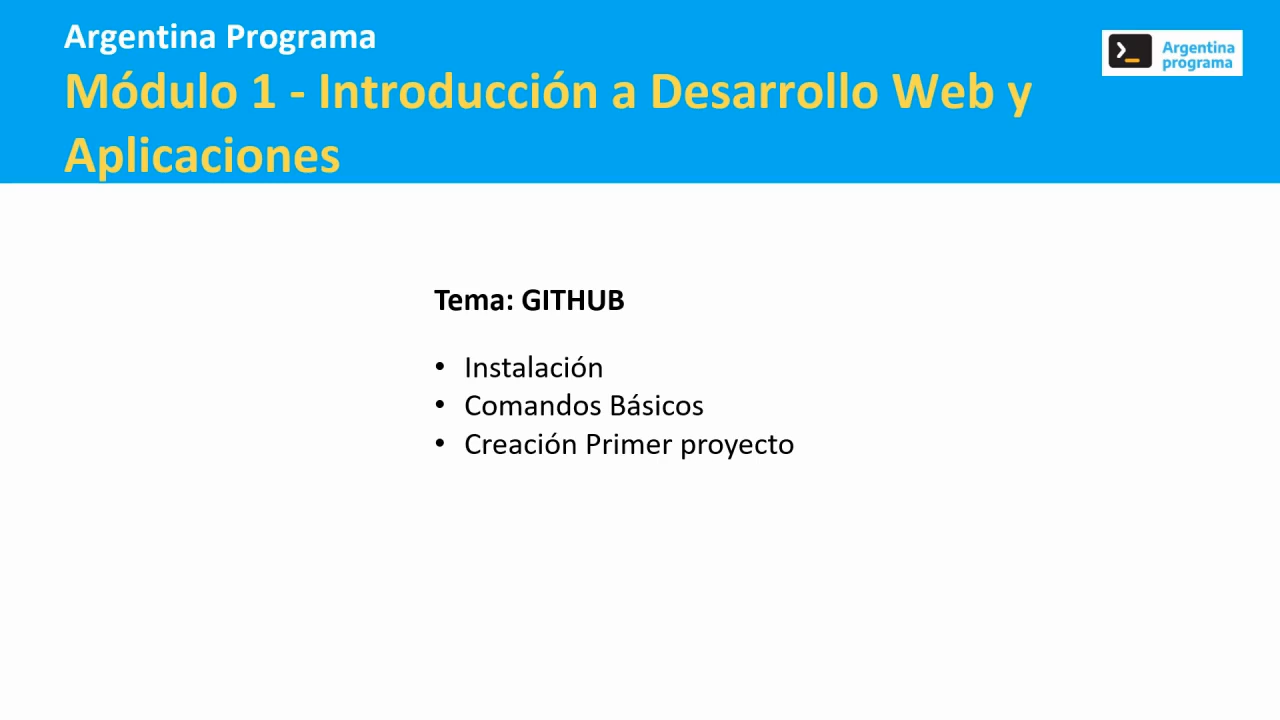 Argentina Programa
Módulo 1 - Introducción a Desarrollo Web y
Aplicaciones
Argentina
programa
Tema: GITHUB
• Instalación
• Comandos Básicos
• Creación Primer proyecto